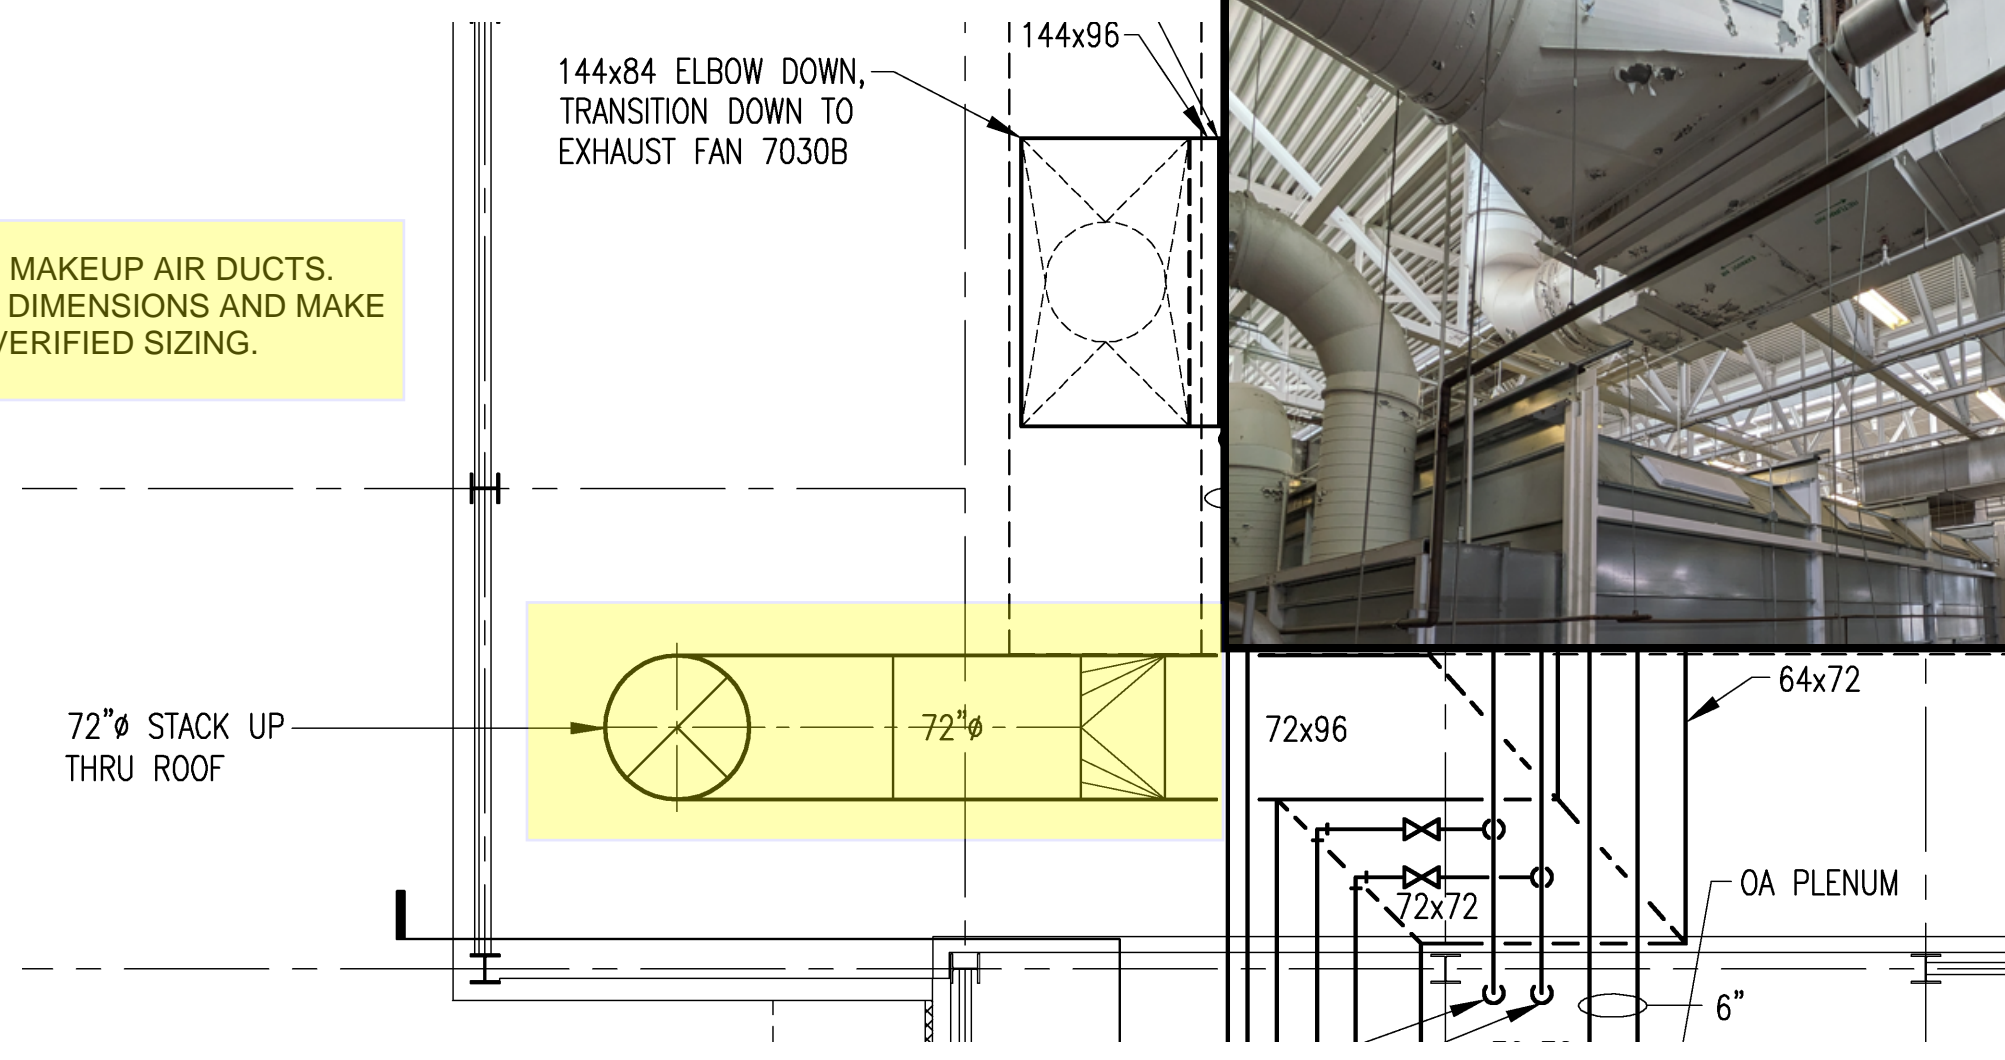 144x84 ELBOW DOWN,
TRANSITION DOWN TO
EXHAUST FAN 7030B
144x96
MAKEUP AIR DUCTS.
DIMENSIONS AND MAKE
VERIFIED SIZING.
72"ø STACK UP
THRU ROOF
72"ø
72x96
64x72
72x72
OA PLENUM
6"